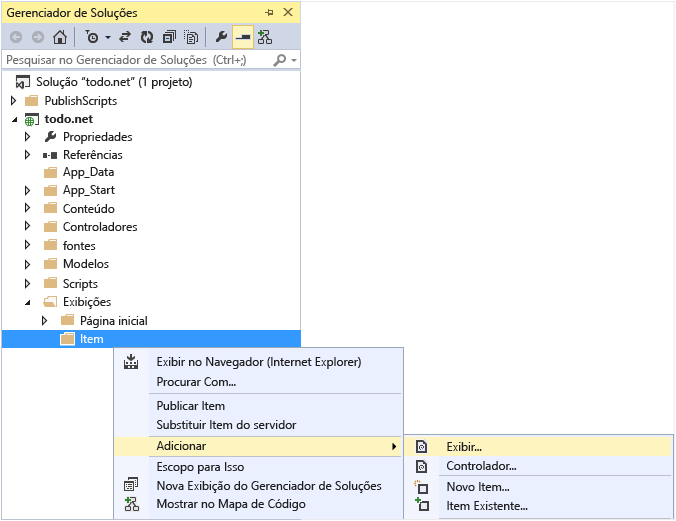 Gerenciador de Soluções
Pesquisar no Gerenciador de Soluções (Ctrl+;)
Solução "todo.net" (1 projeto)
PublishScripts
todo.net
Propriedades
Referências
App_Data
App_Start
Conteúdo
Controladores
fontes
Modelos
Scripts
Exibições
Página inicial
Item
Exibir no Navegador (Internet Explorer)
Procurar Com...
Publicar Item
Substituir Item do servidor
Adicionar
Exibir...
Controlador...
Escopo para Isso
Novo Item...
Nova Exibição do Gerenciador de Soluções
Item Existente...
Mostrar no Mapa de Código